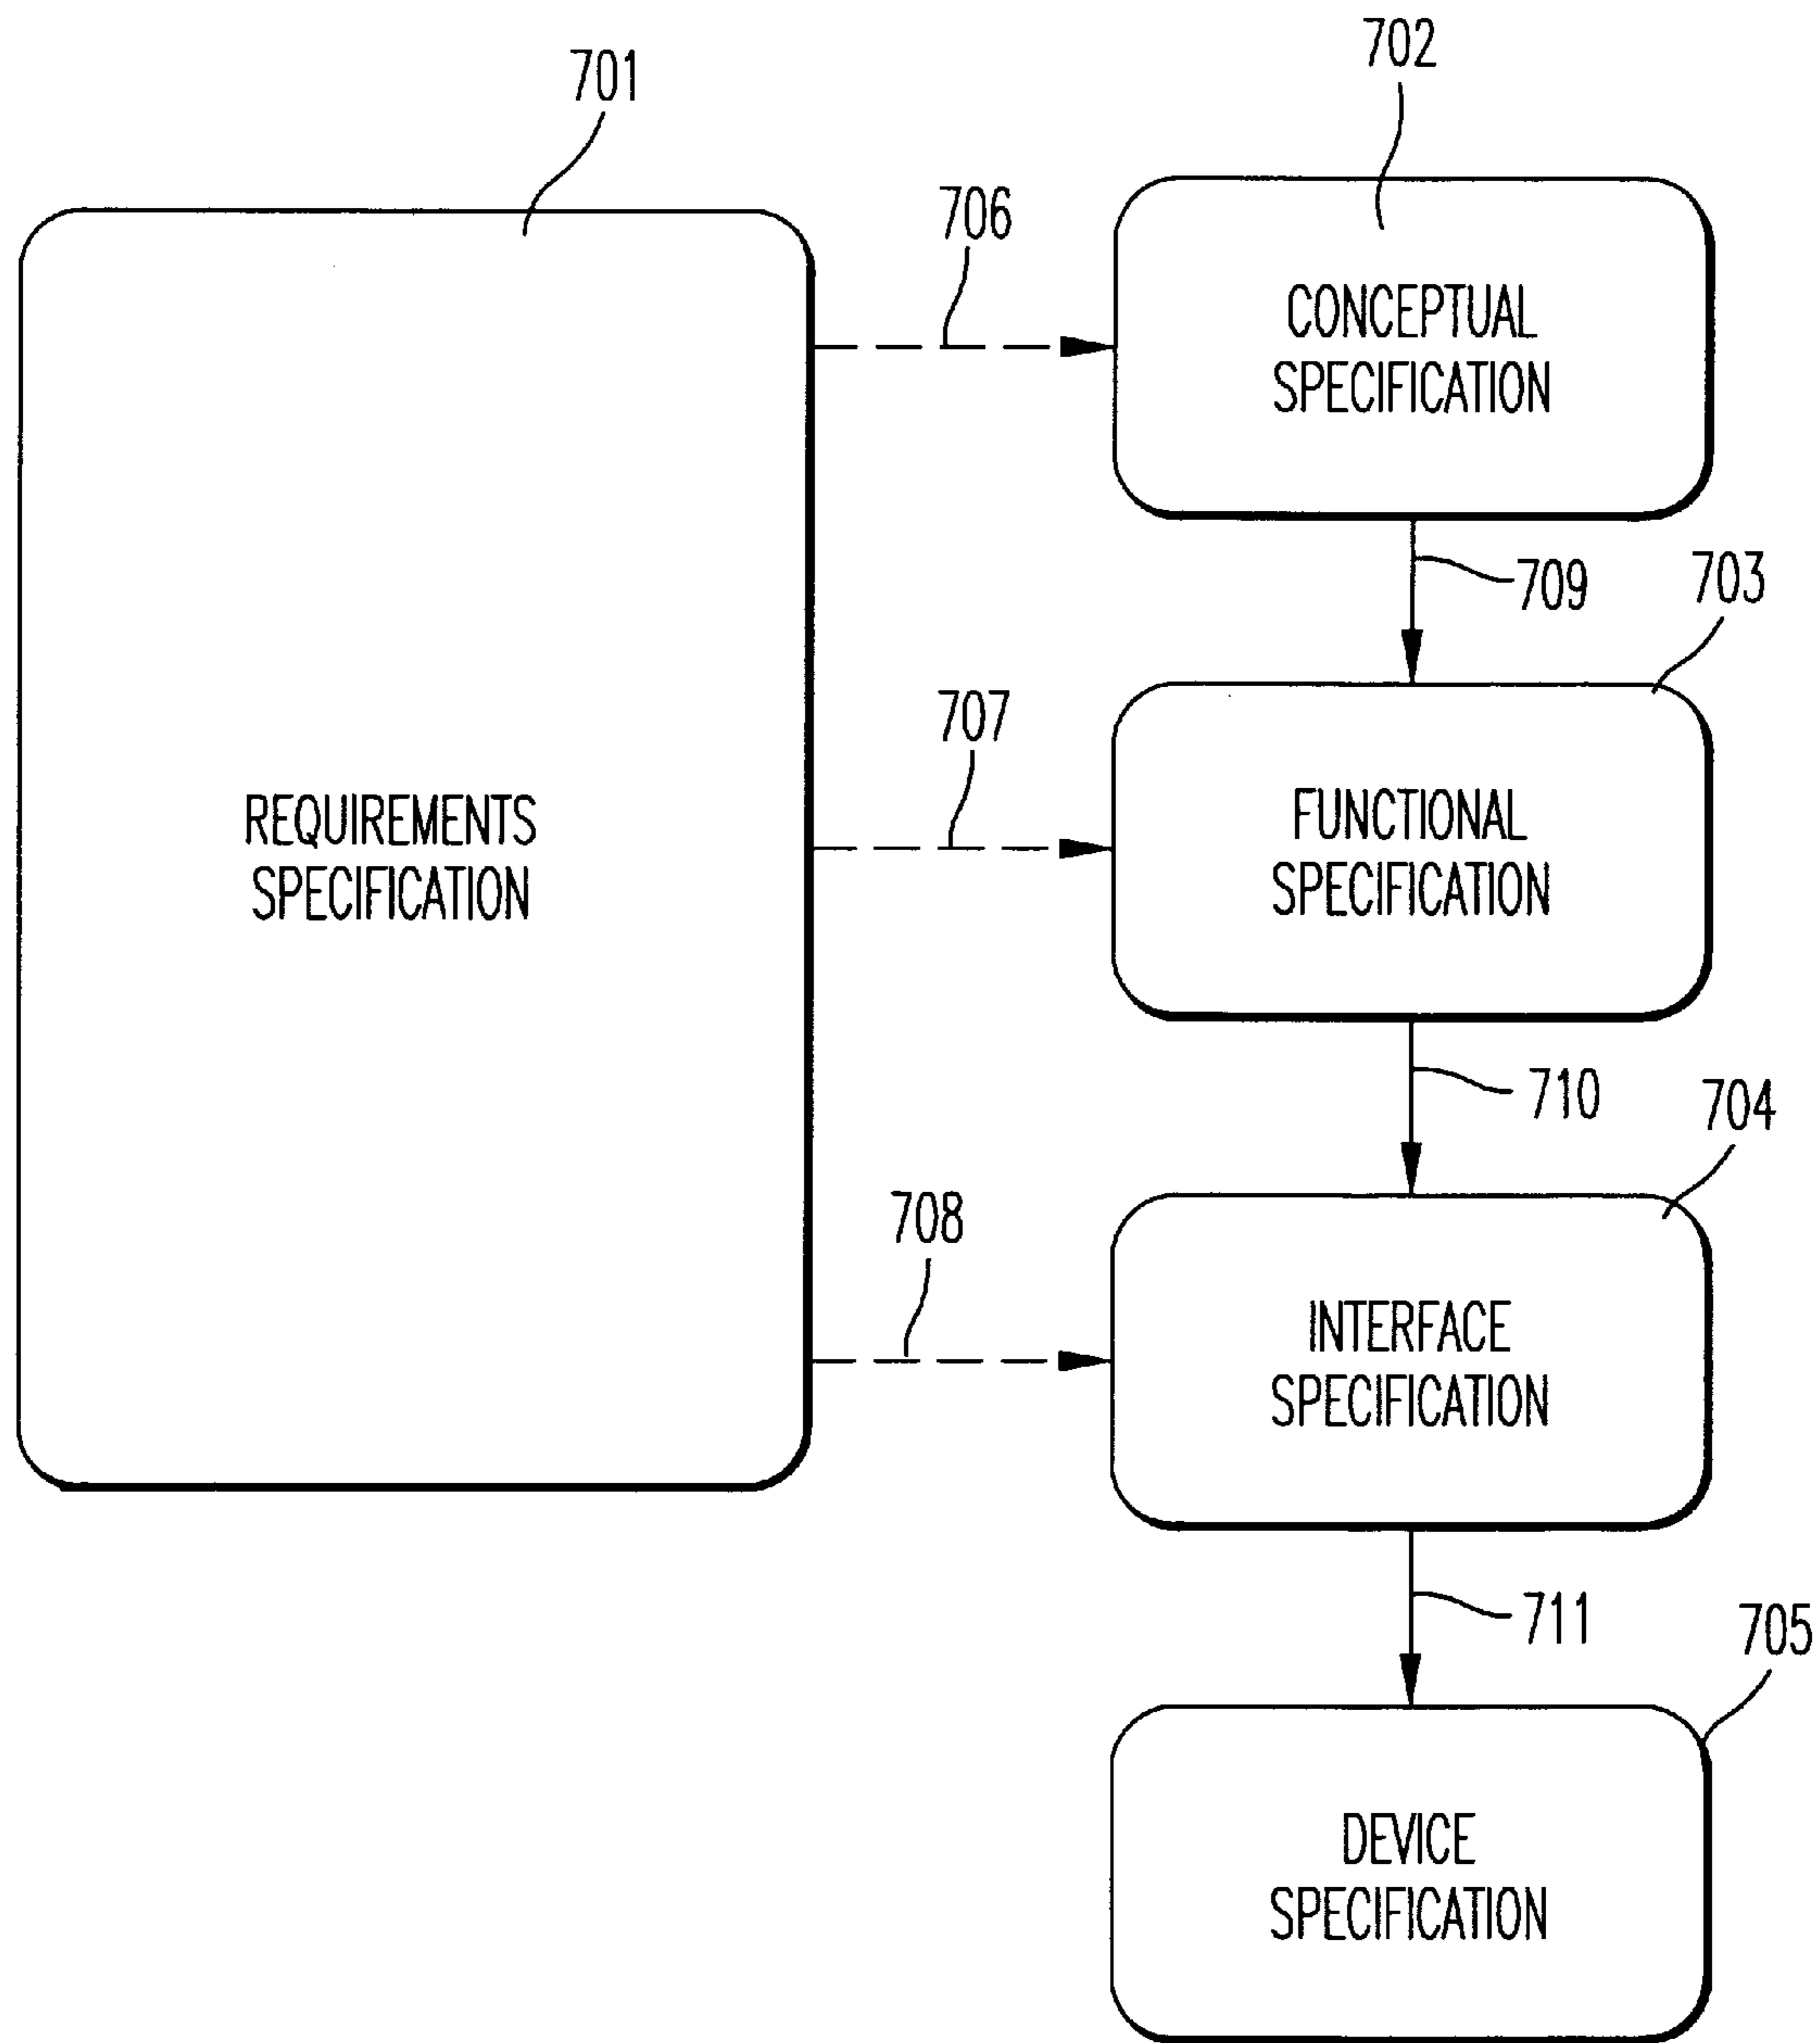 701
702
706
CONCEPTUAL
SPECIFICATION
709
703
707
REQUIREMENTS
SPECIFICATION
FUNCTIONAL
SPECIFICATION
710
704
708
INTERFACE
SPECIFICATION
711
705
DEVICE
SPECIFICATION